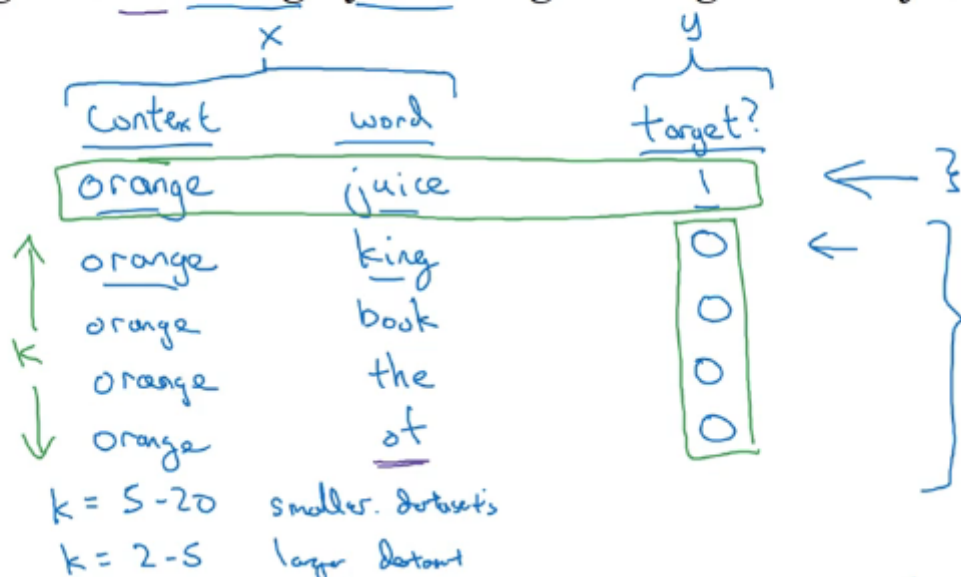 x y
Context word target?
orange juice 1
orange king 0
orange book 0
k orange the 0
orange of 0
k = 5-20 smaller datasets
k = 2-5 larger dataset